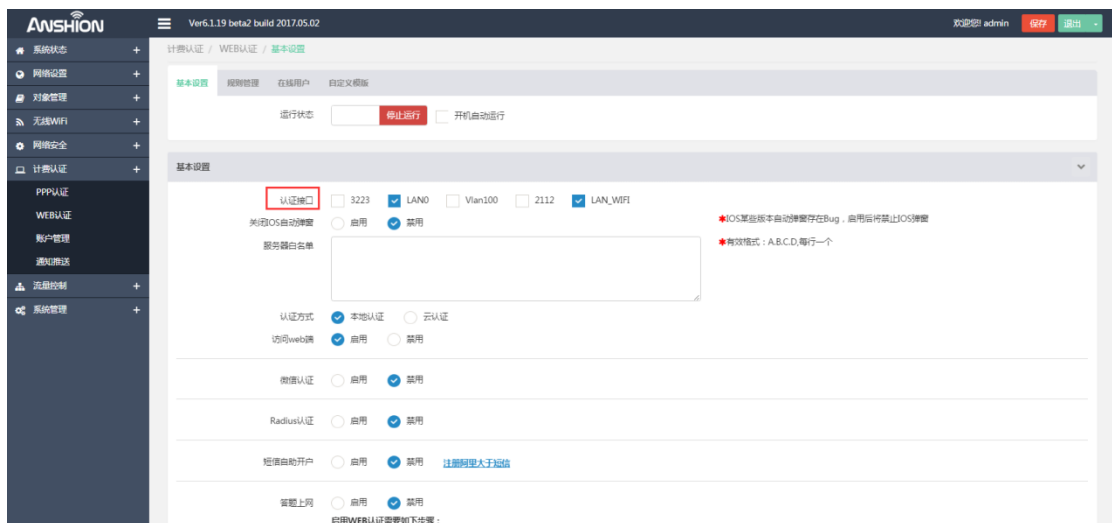 ANSHION
Ver6.1.19 beta2 build 2017.05.02
欢迎您! admin
保存
退出
系统状态
网络设置
对象管理
无线WiFi
网络安全
计费认证
PPP认证
WEB认证
账户管理
通知推送
流量控制
系统管理
计费认证 / WEB认证 / 基本设置
基本设置 规则管理 在线用户 自定义模版
运行状态 停止运行 开机自动运行
基本设置
认证接口 3223 LAN0 Vlan100 2112 LAN_WIFI
关闭IOS自动弹窗 启用 禁用 ✱IOS某些版本自动弹窗存在Bug，启用后将禁止IOS弹窗
服务器白名单 ✱有效格式：A.B.C.D,每行一个
认证方式 本地认证 云认证
访问web端 启用 禁用
微信认证 启用 禁用
Radius认证 启用 禁用
短信自助开户 启用 禁用 注册阿里大于短信
答题上网 启用 禁用
启用WEB认证需要如下步骤：